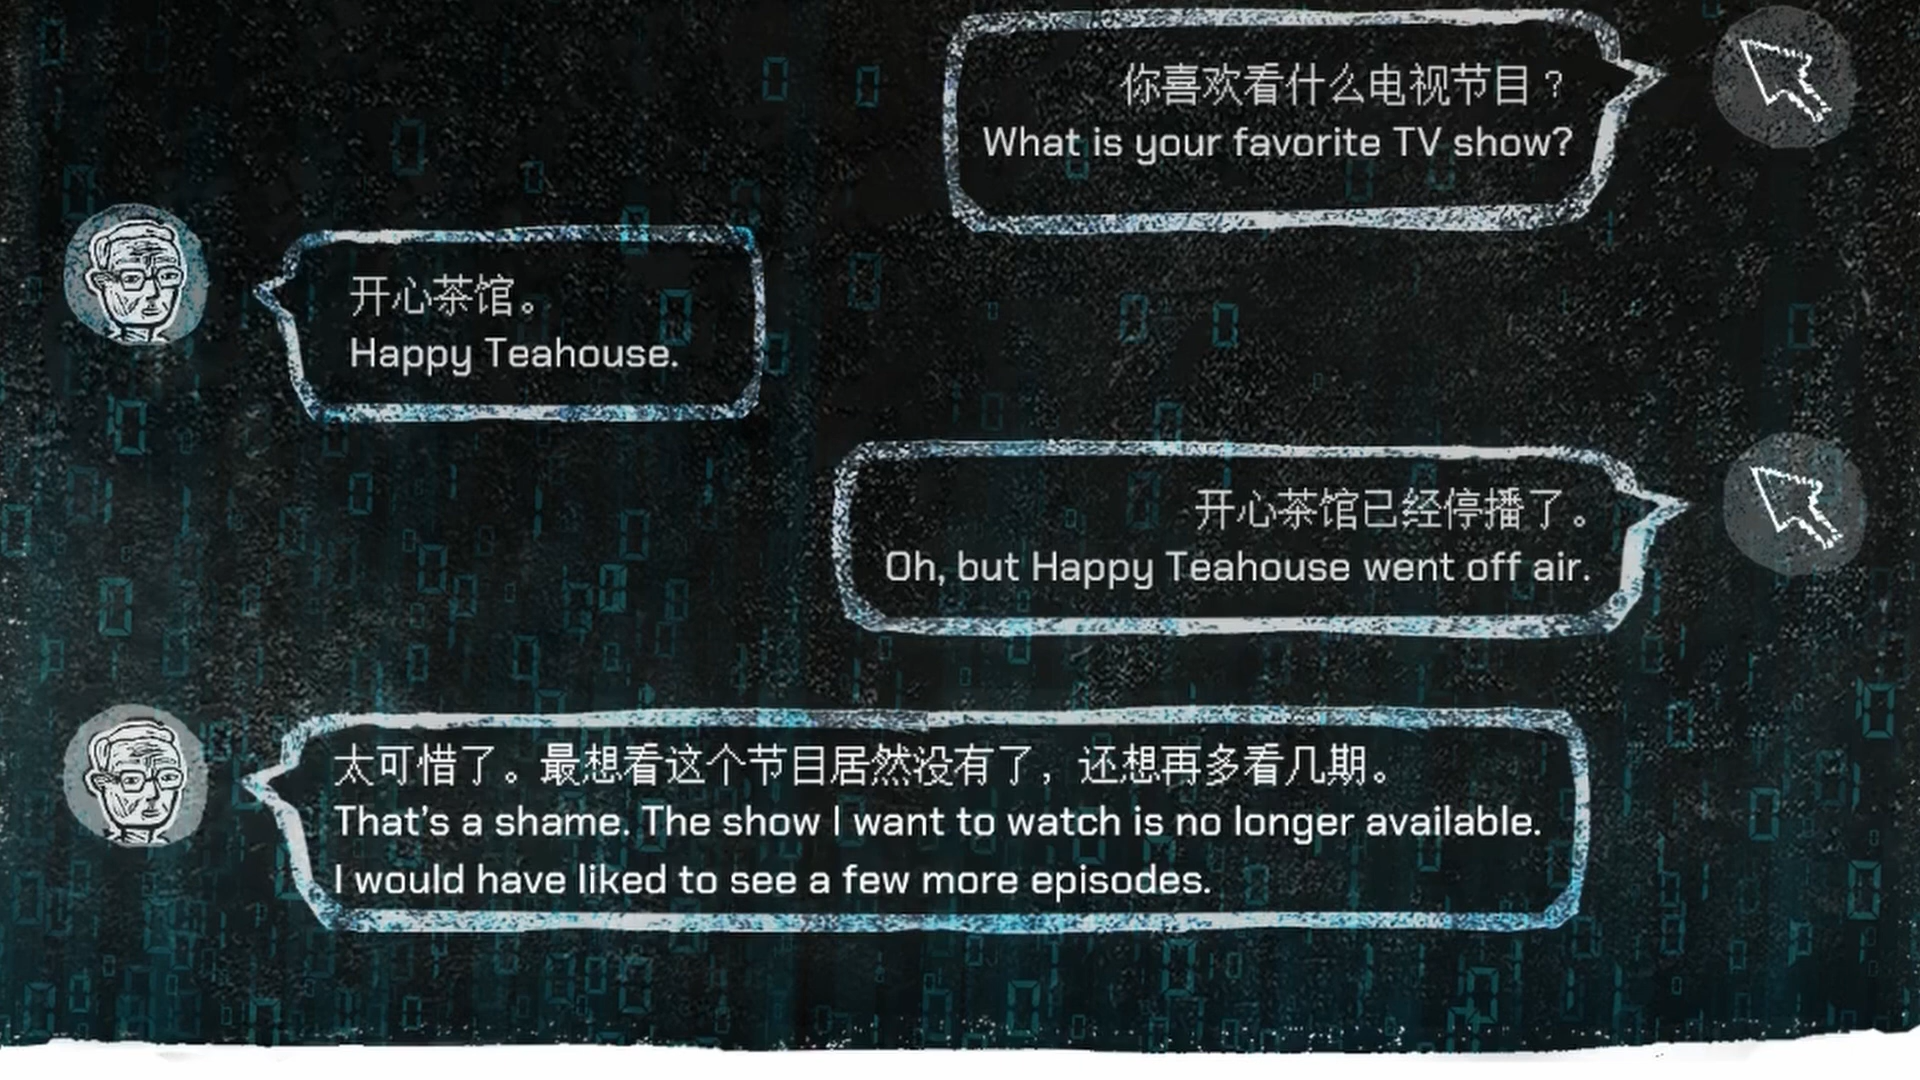 你喜欢看什么电视节目？
What is your favorite TV show?
开心茶馆。
Happy Teahouse.
开心茶馆已经停播了。
Oh, but Happy Teahouse went off air.
太可惜了。最想看这个节目居然没有了，还想再多看几期。
That's a shame. The show I want to watch is no longer available.
I would have liked to see a few more episodes.